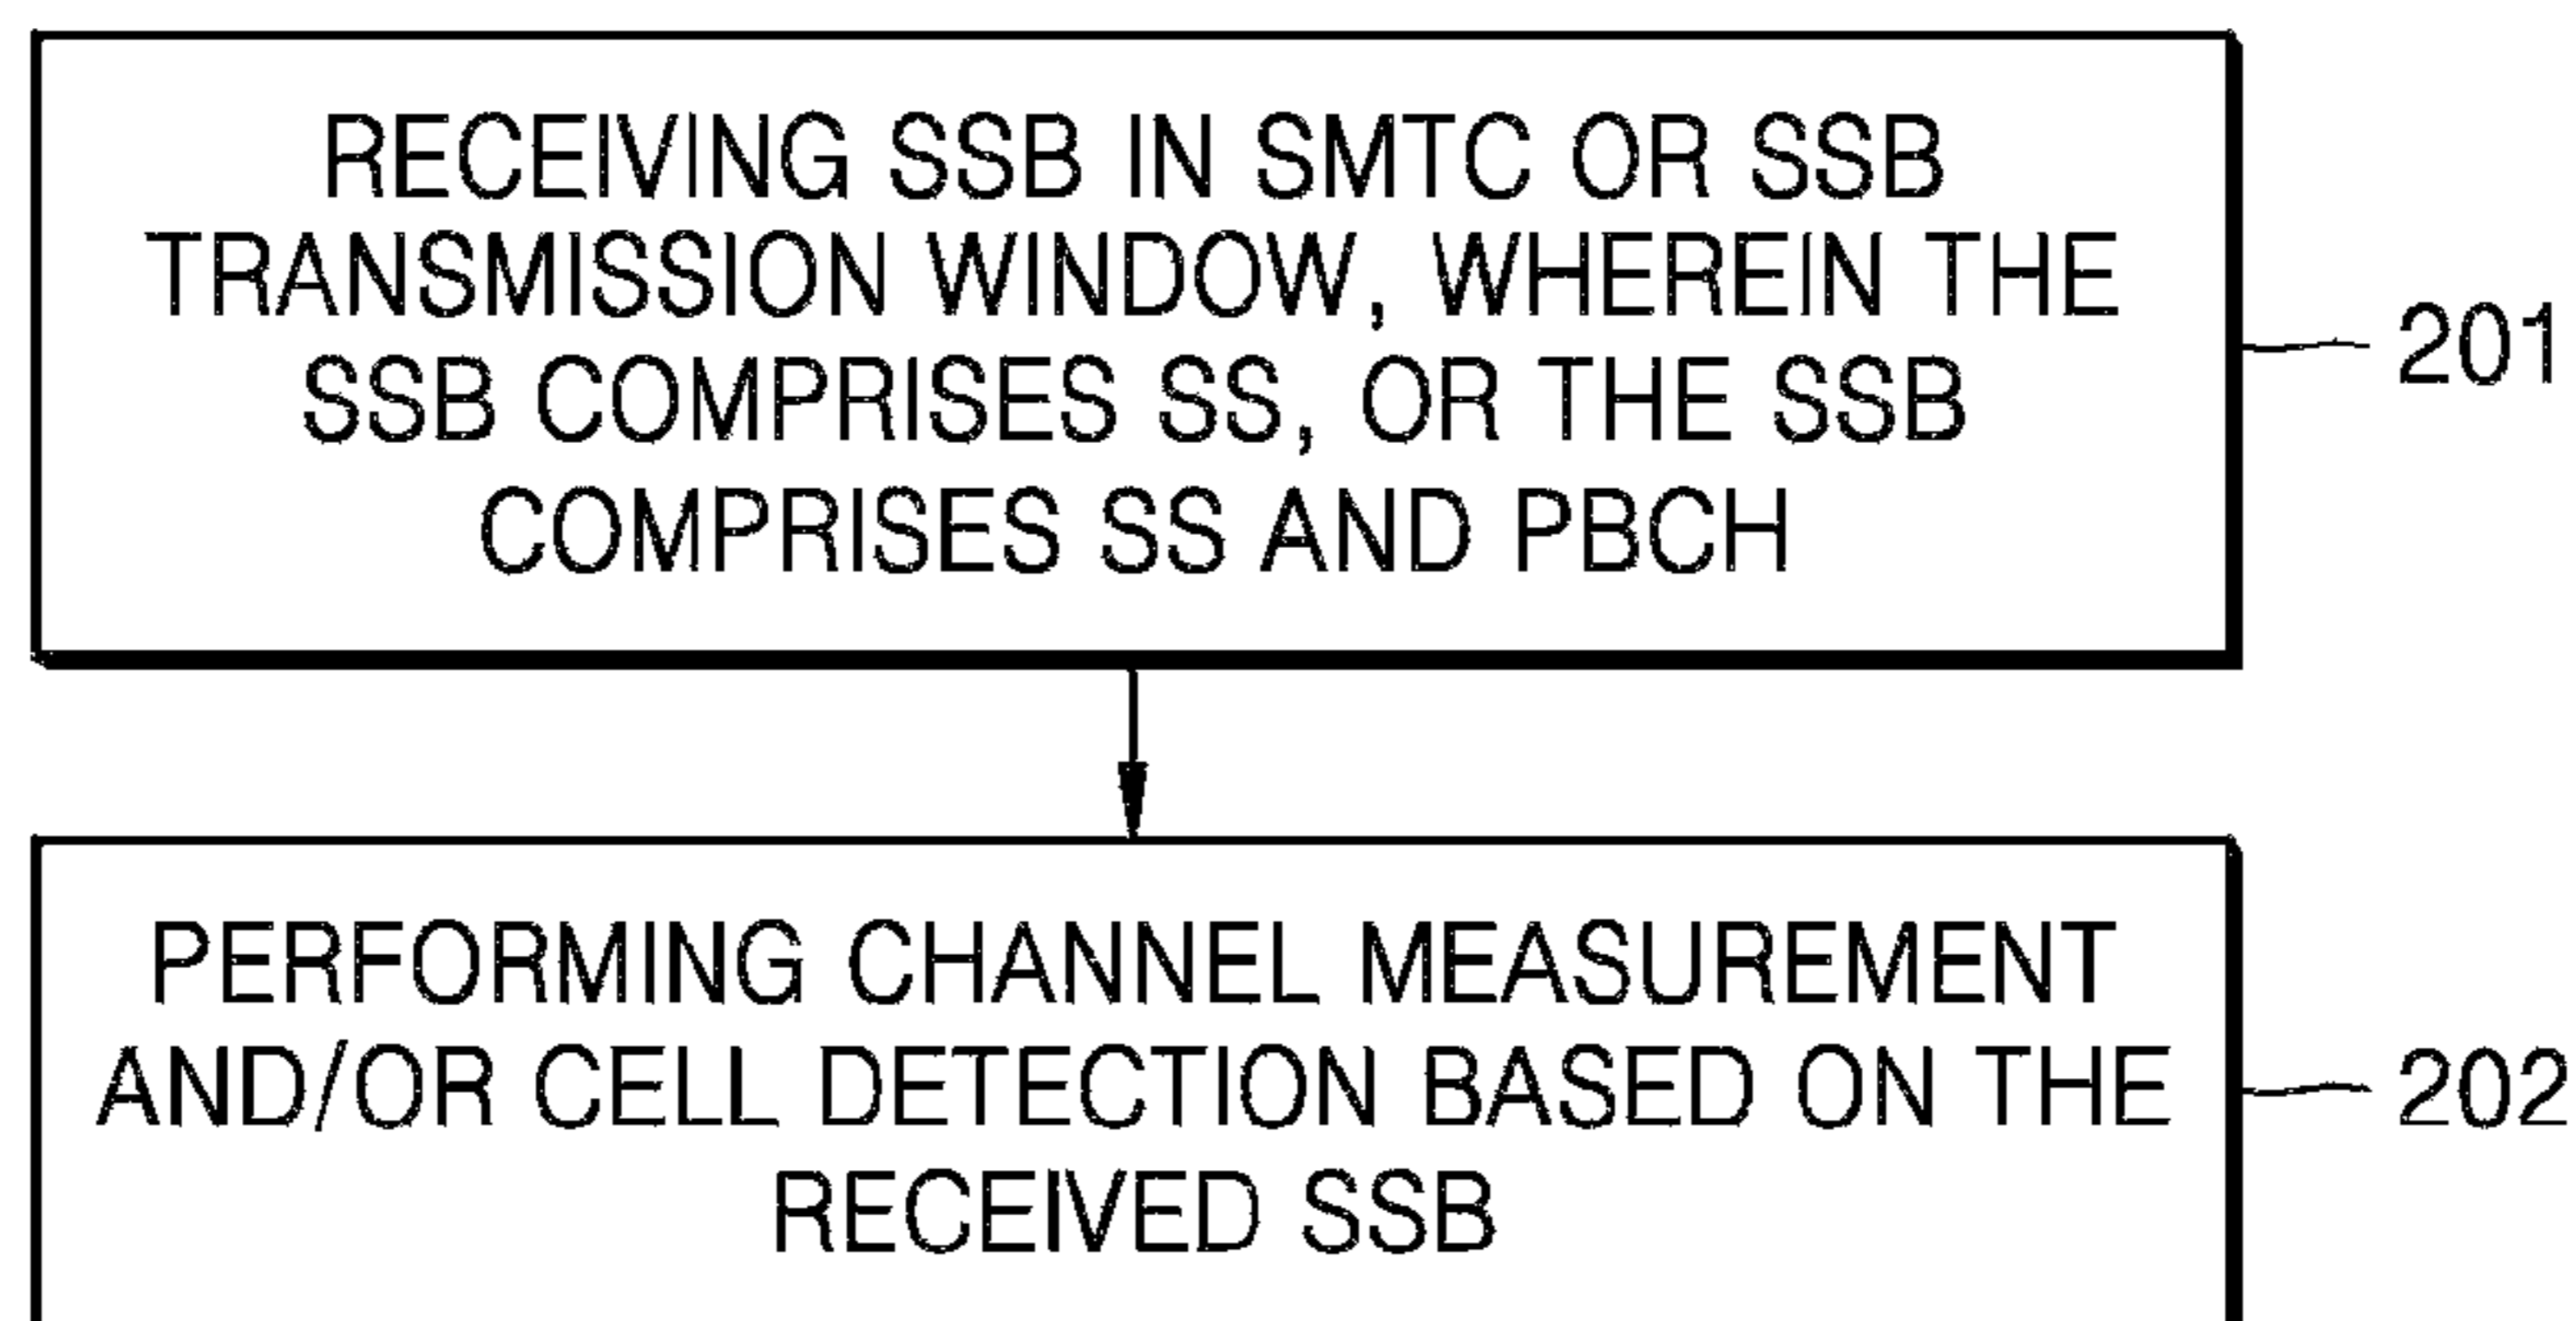 RECEIVING SSB IN SMTC OR SSB
TRANSMISSION WINDOW, WHEREIN THE
SSB COMPRISES SS, OR THE SSB
COMPRISES SS AND PBCH
201
PERFORMING CHANNEL MEASUREMENT
AND/OR CELL DETECTION BASED ON THE
RECEIVED SSB
202